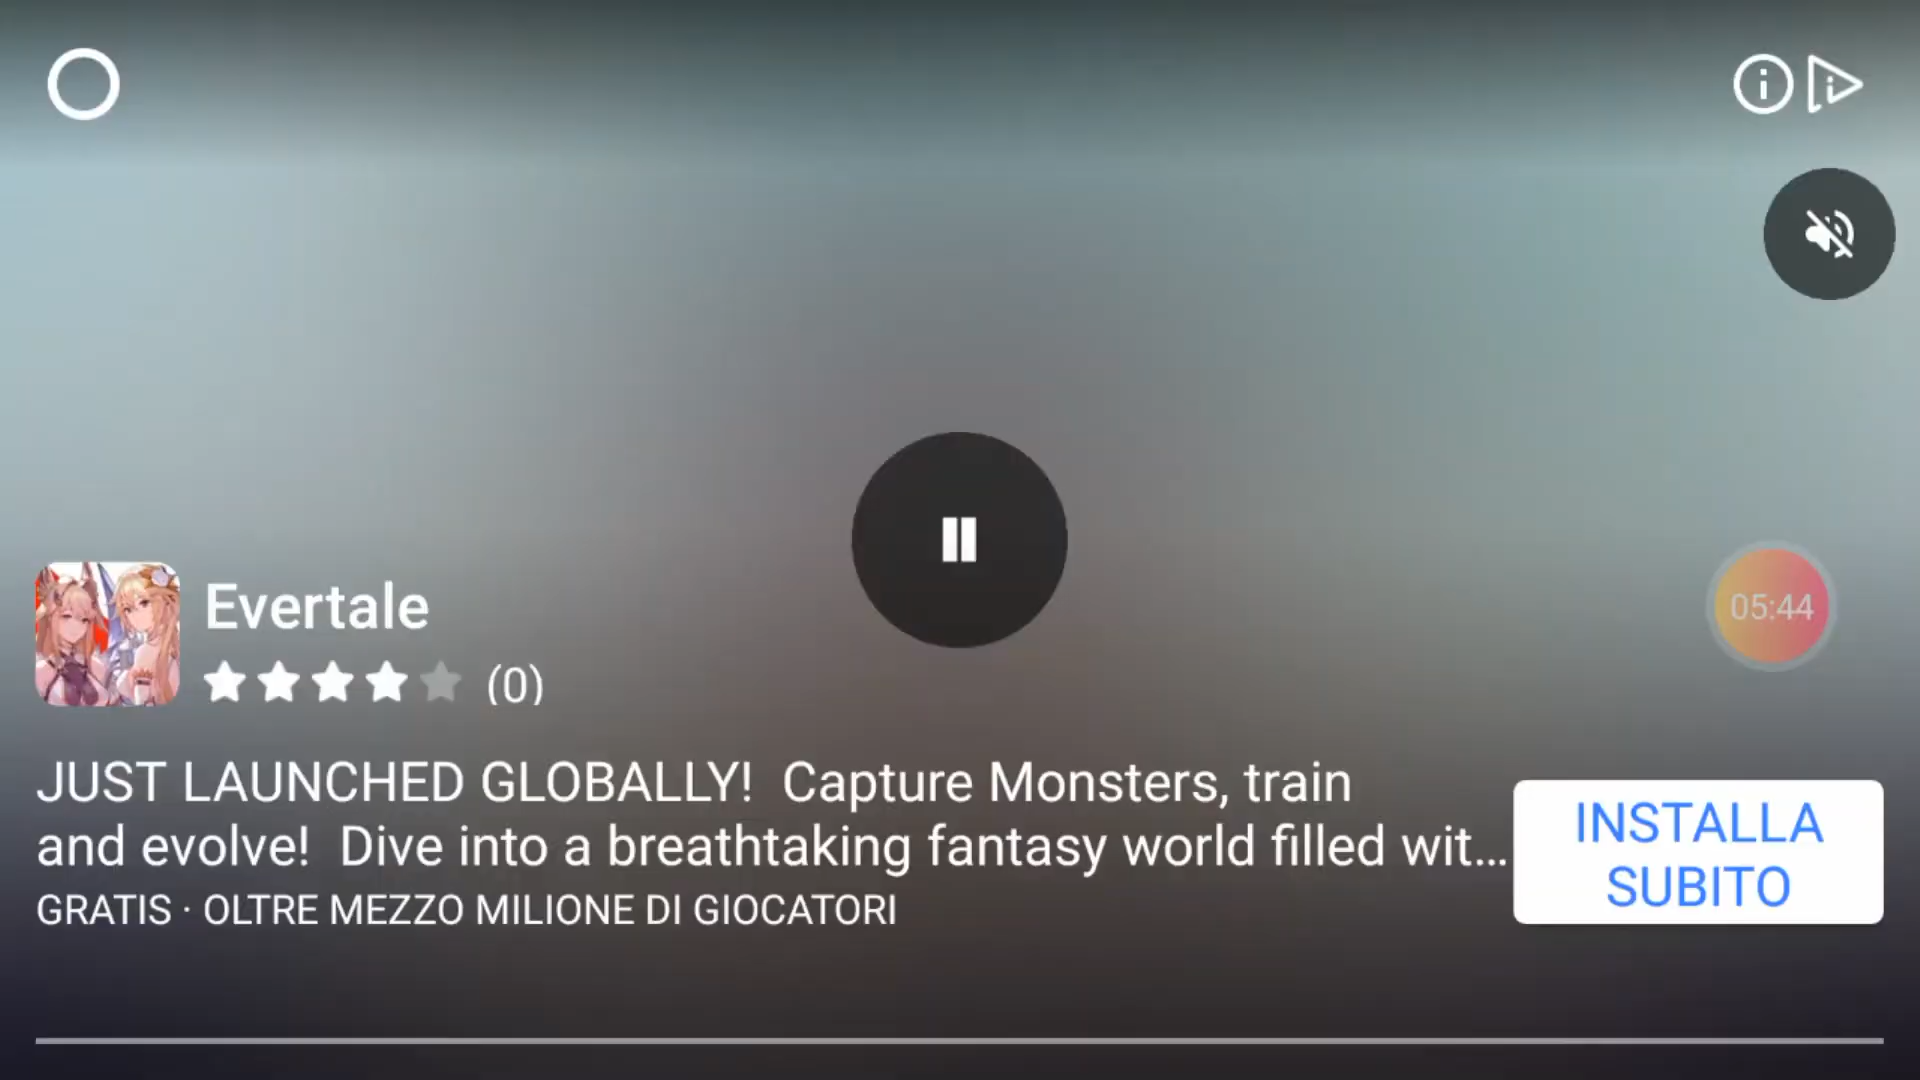 Evertale
(0)
05:44
JUST LAUNCHED GLOBALLY!  Capture Monsters, train
and evolve!  Dive into a breathtaking fantasy world filled wit...
GRATIS · OLTRE MEZZO MILIONE DI GIOCATORI
INSTALLA
SUBITO